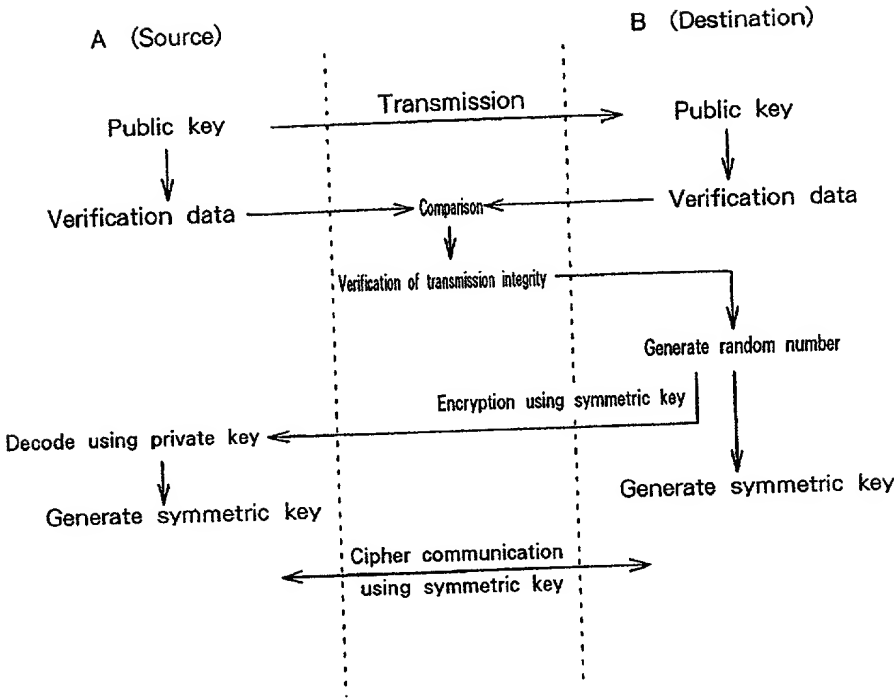 A (Source)
B (Destination)
Transmission
Public key
Public key
Verification data
Comparison
Verification data
Verification of transmission integrity
Generate random number
Encryption using symmetric key
Decode using private key
Generate symmetric key
Generate symmetric key
Cipher communication
using symmetric key